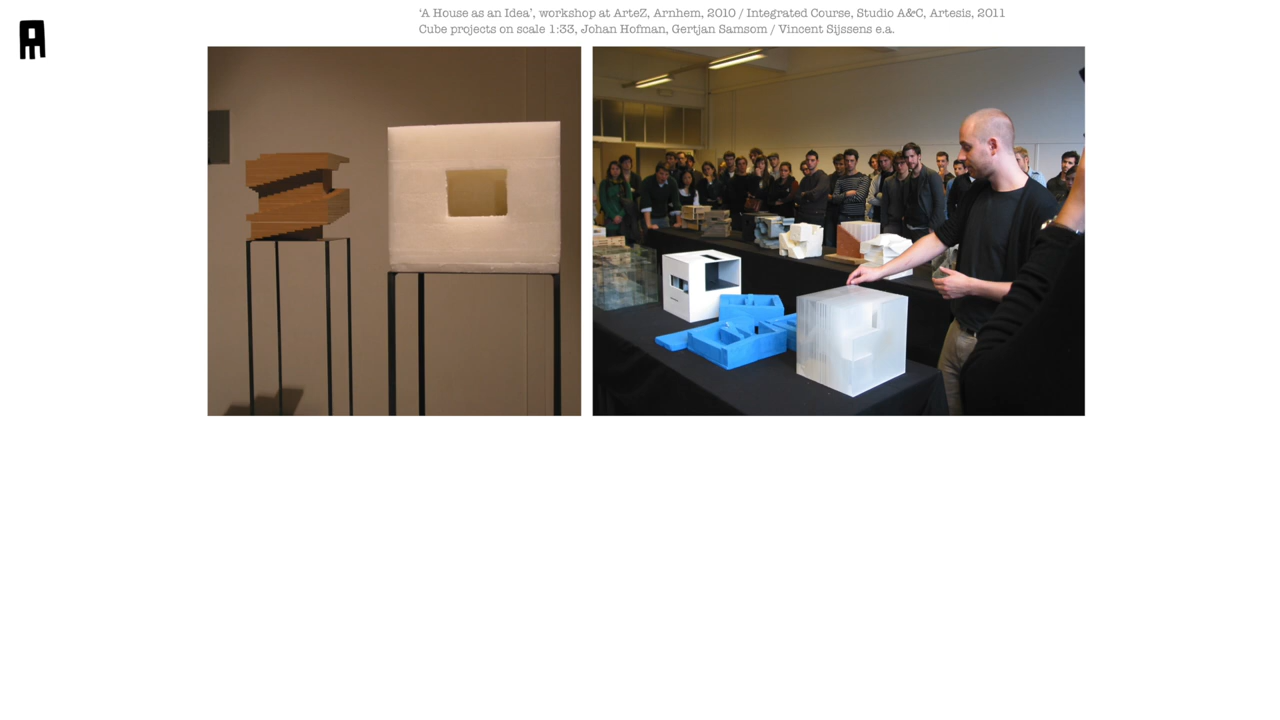 ‘A House as an Idea’, workshop at ArteZ, Arnhem, 2010 / Integrated Course, Studio A&C, Artesis, 2011
Cube projects on scale 1:33, Johan Hofman, Gertjan Samsom / Vincent Sijssens e.a.